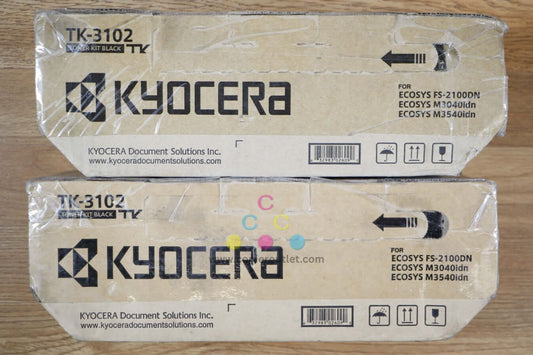 TK-3102
TONER KIT BLACK TK
KYOCERA
FOR
ECOSYS FS-2100DN
ECOSYS M3040idn
ECOSYS M3540idn
KYOCERA Document Solutions Inc.
www.kyoceradocumentsolutions.com
TK-3102
TONER KIT BLACK TK
C
C C
KYOCERA
FOR
ECOSYS FS-2100DN
ECOSYS M3040idn
ECOSYS M3540idn
KYOCERA Document Solutions Inc.
www.kyoceradocumentsolutions.com